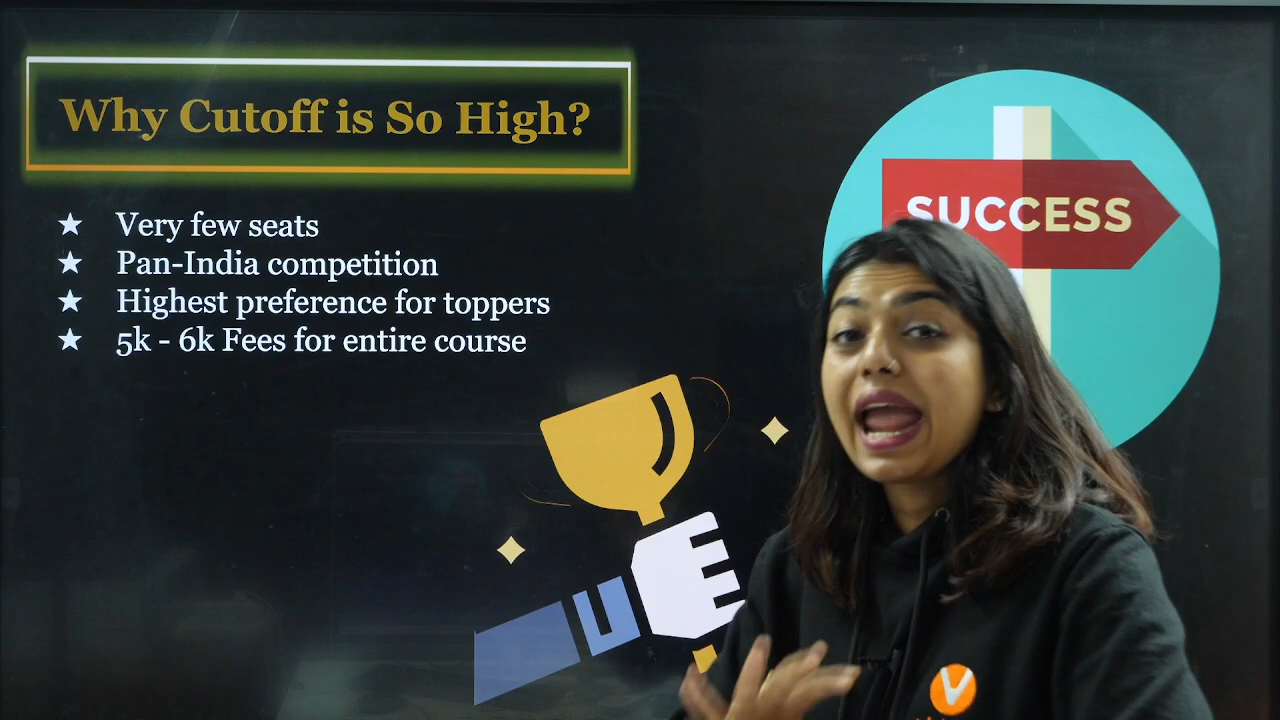 Why Cutoff is So High?
★ Very few seats
★ Pan-India competition
★ Highest preference for toppers
★ 5k - 6k Fees for entire course
SUCCESS
V